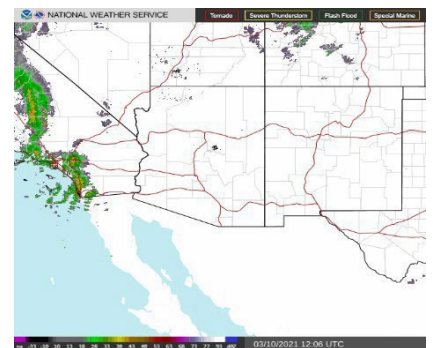 NATIONAL WEATHER SERVICE Tornado Severe Thunderstorm Flash Flood Special Marine
03/10/2021 12:06 UTC